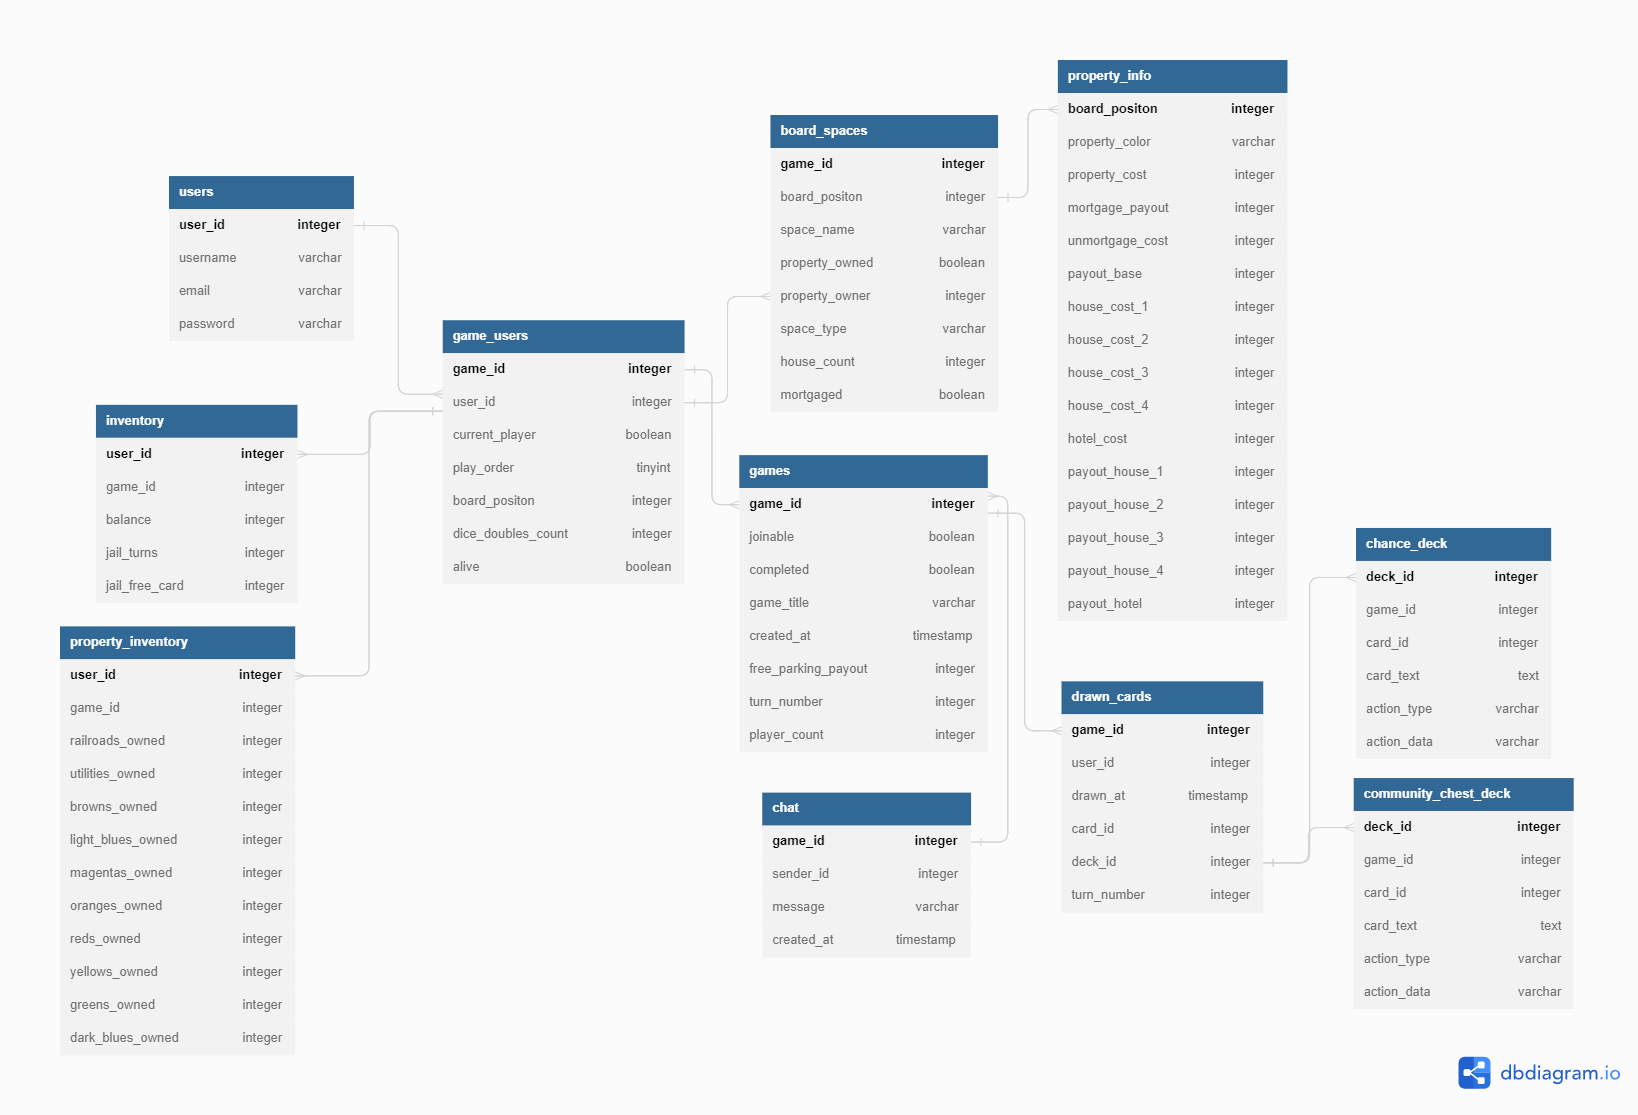 users
user_id integer
username varchar
email varchar
password varchar
inventory
user_id integer
game_id integer
balance integer
jail_turns integer
jail_free_card integer
property_inventory
user_id integer
game_id integer
railroads_owned integer
utilities_owned integer
browns_owned integer
light_blues_owned integer
magentas_owned integer
oranges_owned integer
reds_owned integer
yellows_owned integer
greens_owned integer
dark_blues_owned integer
game_users
game_id integer
user_id integer
current_player boolean
play_order tinyint
board_positon integer
dice_doubles_count integer
alive boolean
board_spaces
game_id integer
board_positon integer
space_name varchar
property_owned boolean
property_owner integer
space_type varchar
house_count integer
mortgaged boolean
games
game_id integer
joinable boolean
completed boolean
game_title varchar
created_at timestamp
free_parking_payout integer
turn_number integer
player_count integer
chat
game_id integer
sender_id integer
message varchar
created_at timestamp
property_info
board_positon integer
property_color varchar
property_cost integer
mortgage_payout integer
unmortgage_cost integer
payout_base integer
house_cost_1 integer
house_cost_2 integer
house_cost_3 integer
house_cost_4 integer
hotel_cost integer
payout_house_1 integer
payout_house_2 integer
payout_house_3 integer
payout_house_4 integer
payout_hotel integer
drawn_cards
game_id integer
user_id integer
drawn_at timestamp
card_id integer
deck_id integer
turn_number integer
chance_deck
deck_id integer
game_id integer
card_id integer
card_text text
action_type varchar
action_data varchar
community_chest_deck
deck_id integer
game_id integer
card_id integer
card_text text
action_type varchar
action_data varchar
dbdiagram.io